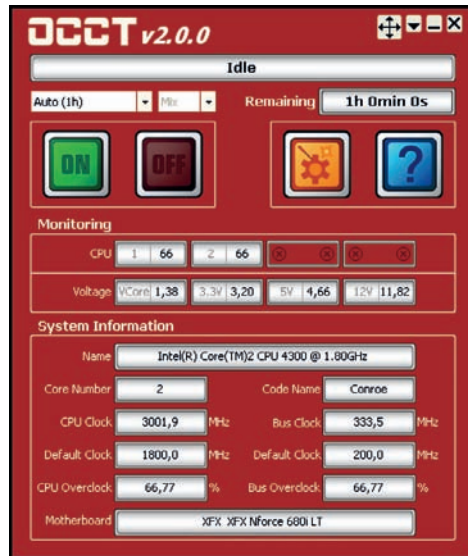 OCCT v2.0.0
Idle
Auto (1h) Mix Remaining 1h 0min 0s
ON OFF ?
Monitoring
CPU 1 66 2 66
Voltage VCore 1,38 3.3V 3,20 5V 4,66 12V 11,82
System Information
Name Intel(R) Core(TM)2 CPU 4300 @ 1.80GHz
Core Number 2 Code Name Conroe
CPU Clock 3001,9 MHz Bus Clock 333,5 MHz
Default Clock 1800,0 MHz Default Clock 200,0 MHz
CPU Overclock 66,77 % Bus Overclock 66,77 %
Motherboard XFX XFX Nforce 680i LT